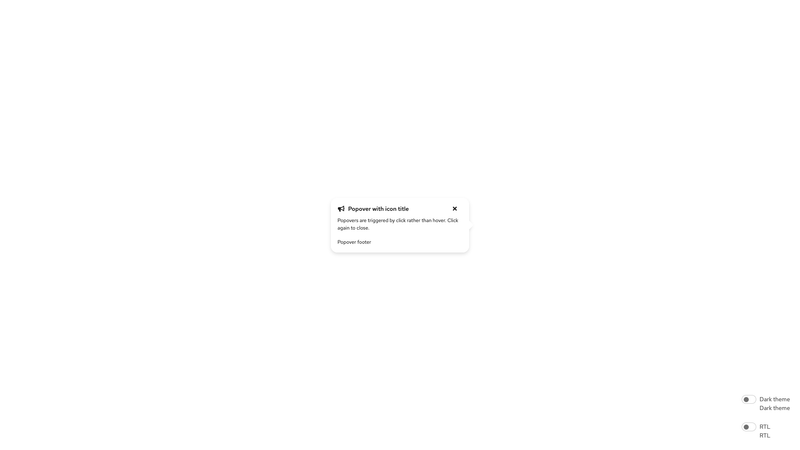 Popover with icon title
Popovers are triggered by click rather than hover. Click
again to close.
Popover footer
Dark theme
Dark theme
RTL
RTL